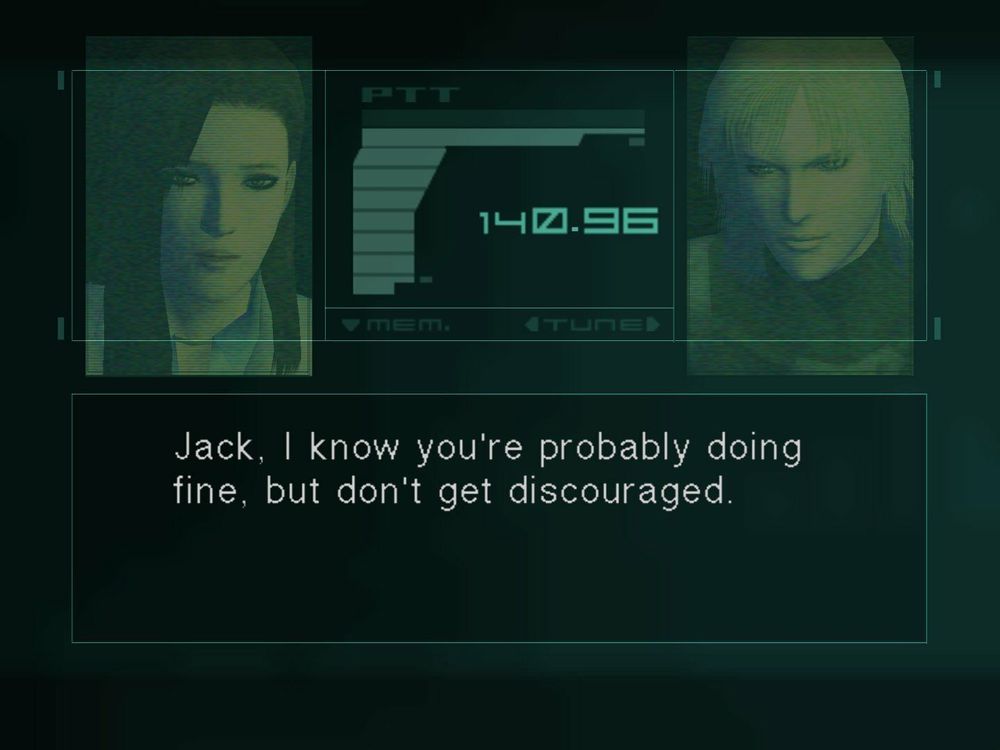 PTT
140.96
MEM. TUNE
Jack, I know you're probably doing
fine, but don't get discouraged.